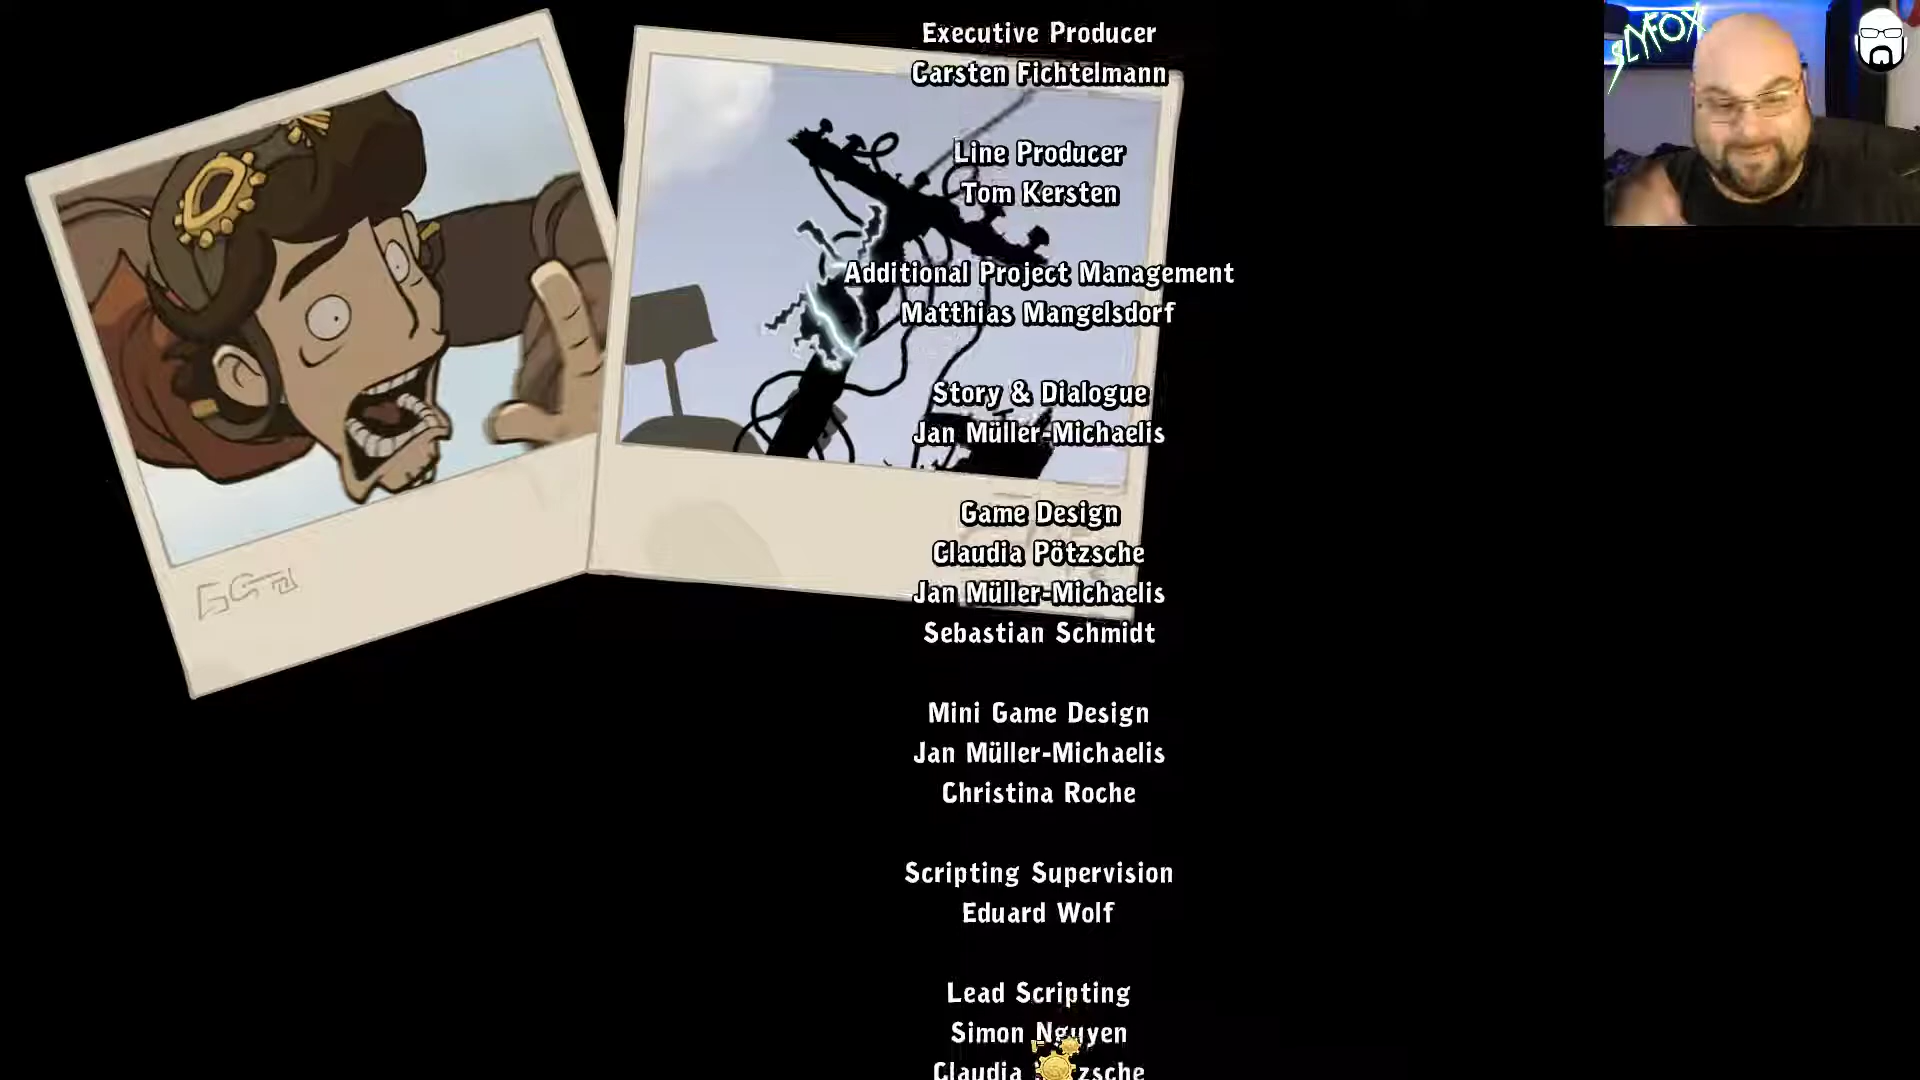 Executive Producer
Carsten Fichtelmann
Line Producer
Tom Kersten
Additional Project Management
Matthias Mangelsdorf
Story & Dialogue
Jan Müller-Michaelis
Game Design
Claudia Pötzsche
Jan Müller-Michaelis
Sebastian Schmidt
Mini Game Design
Jan Müller-Michaelis
Christina Roche
Scripting Supervision
Eduard Wolf
Lead Scripting
Simon Nguyen
Claudia
SLYFOX